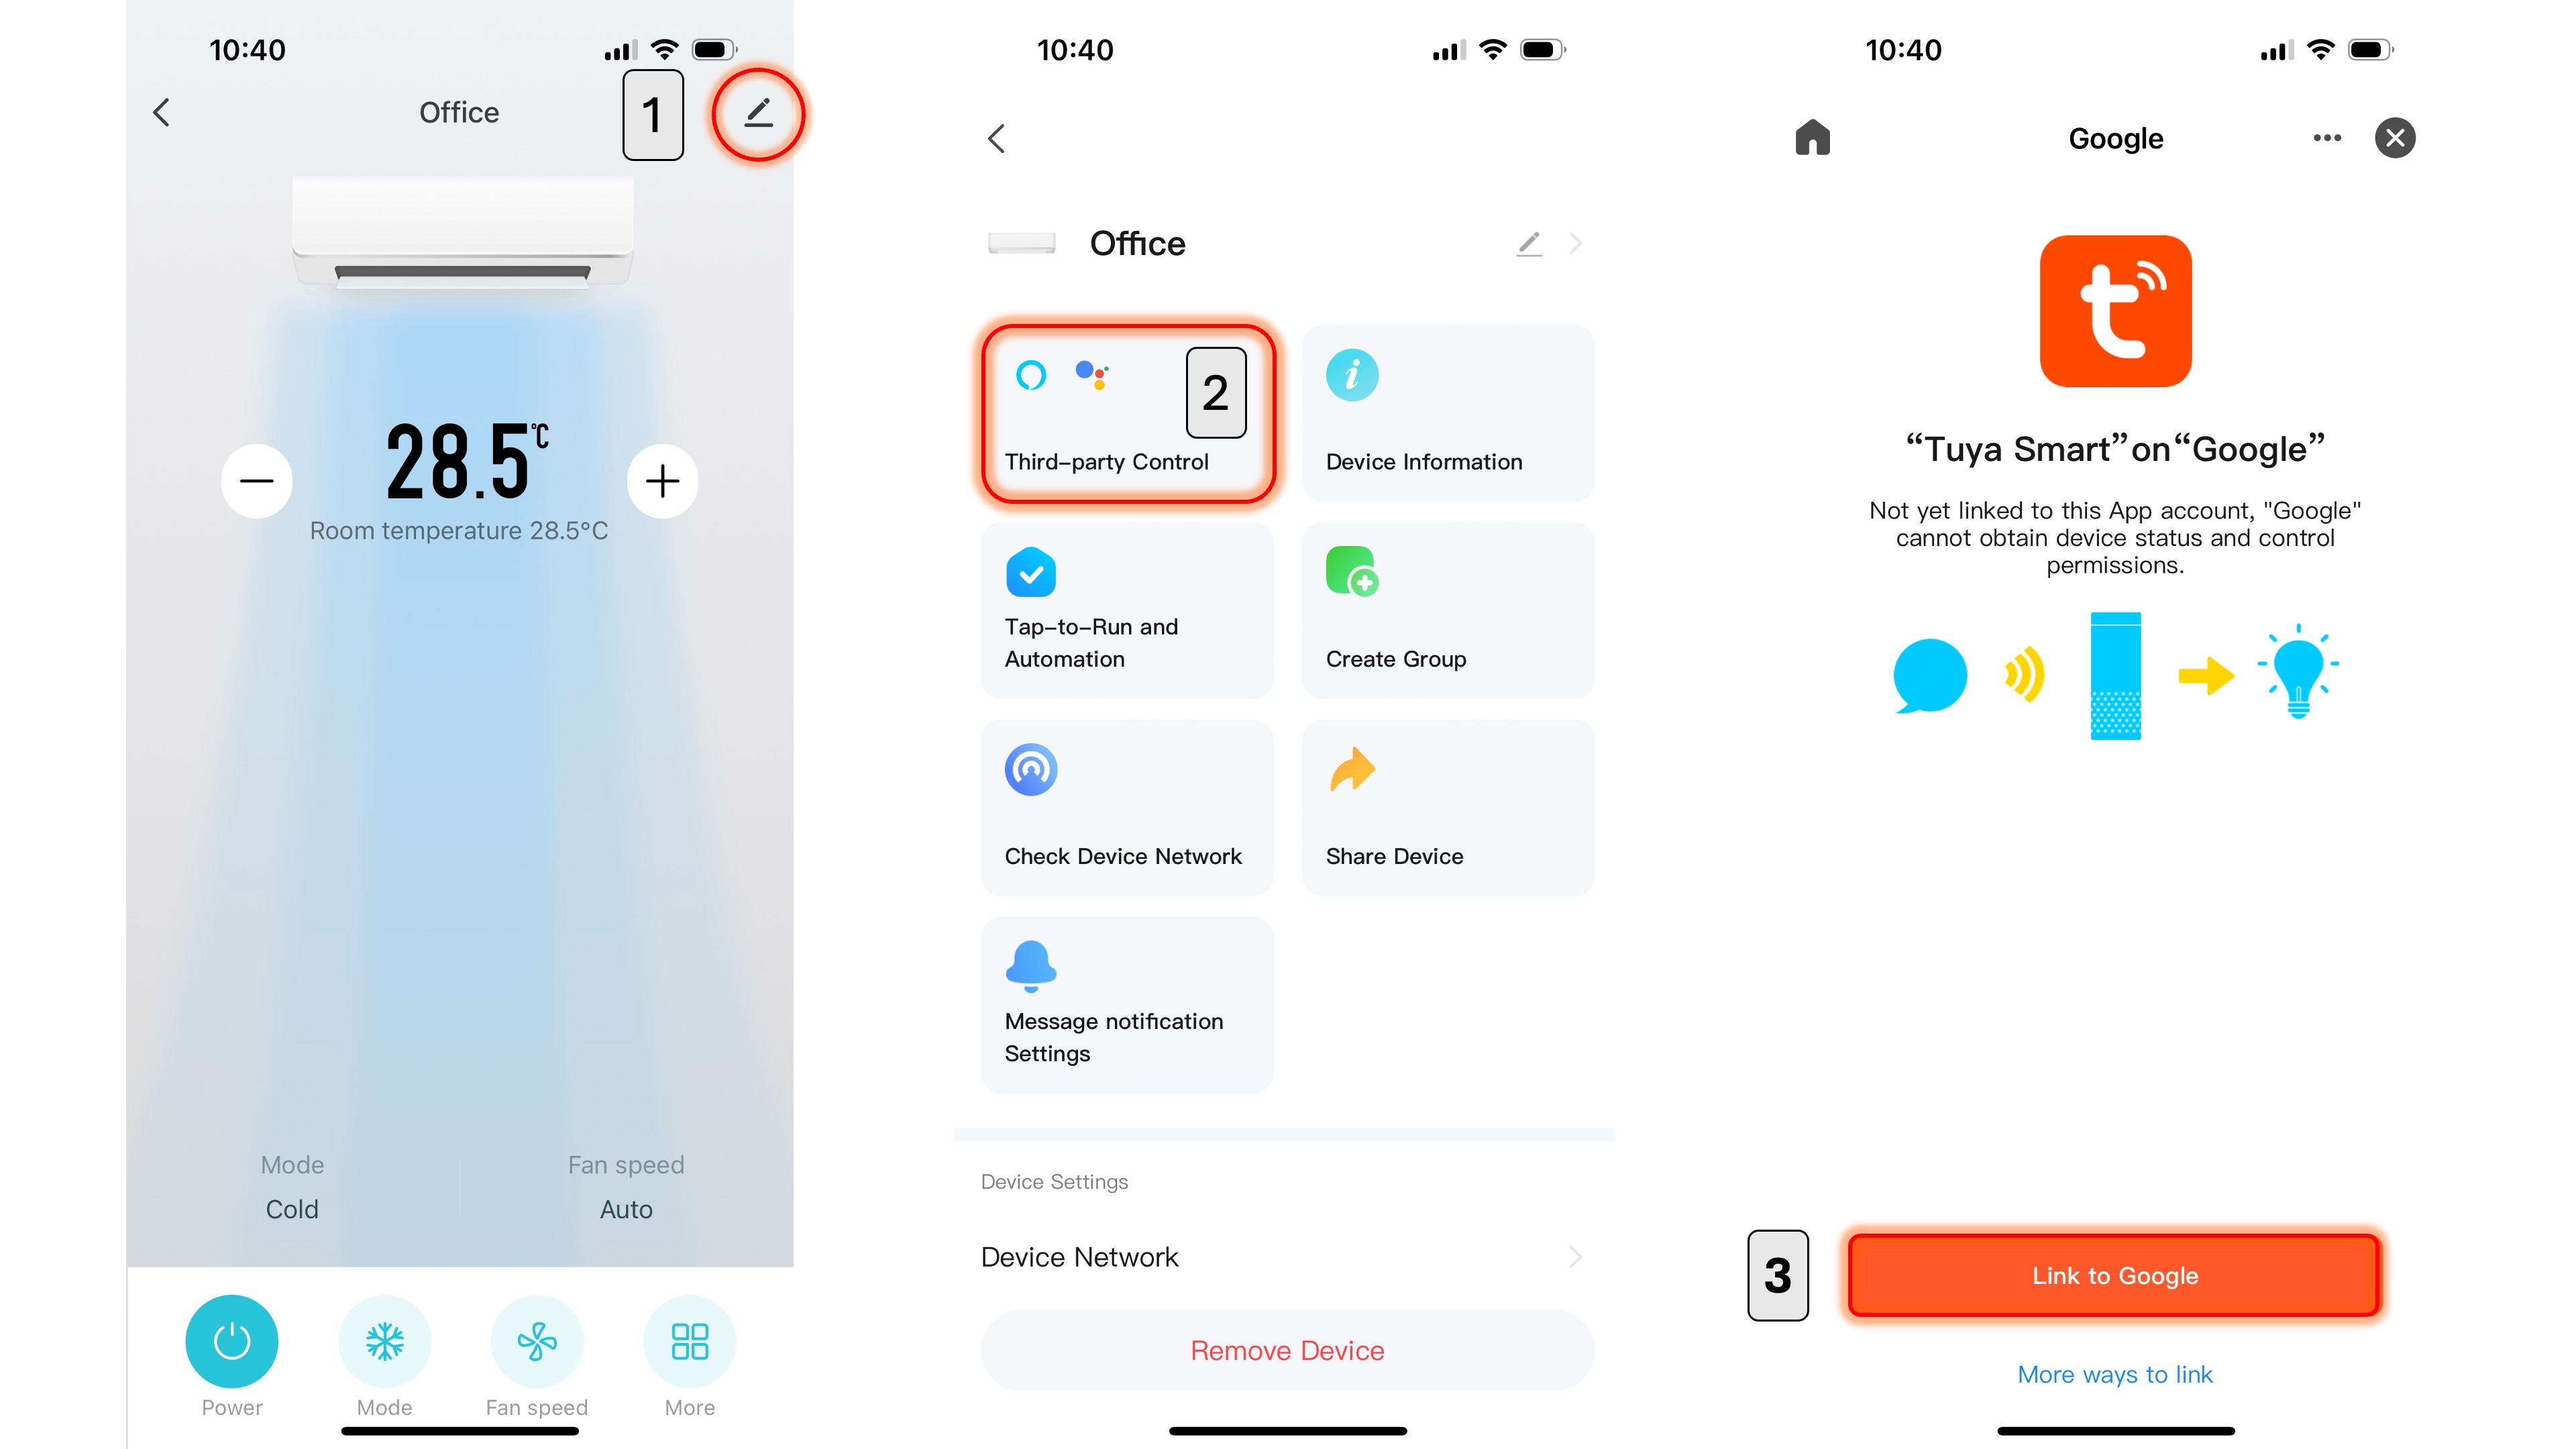 10:40
Office
1
28.5°C
Room temperature 28.5°C
Mode
Fan speed
Cold
Auto
Power
Mode
Fan speed
More
10:40
Office
2
Third-party Control
Device Information
Tap-to-Run and
Automation
Create Group
Check Device Network
Share Device
Message notification
Settings
Device Settings
Device Network
Remove Device
10:40
Google
“Tuya Smart”on“Google”
Not yet linked to this App account, "Google"
cannot obtain device status and control
permissions.
3
Link to Google
More ways to link